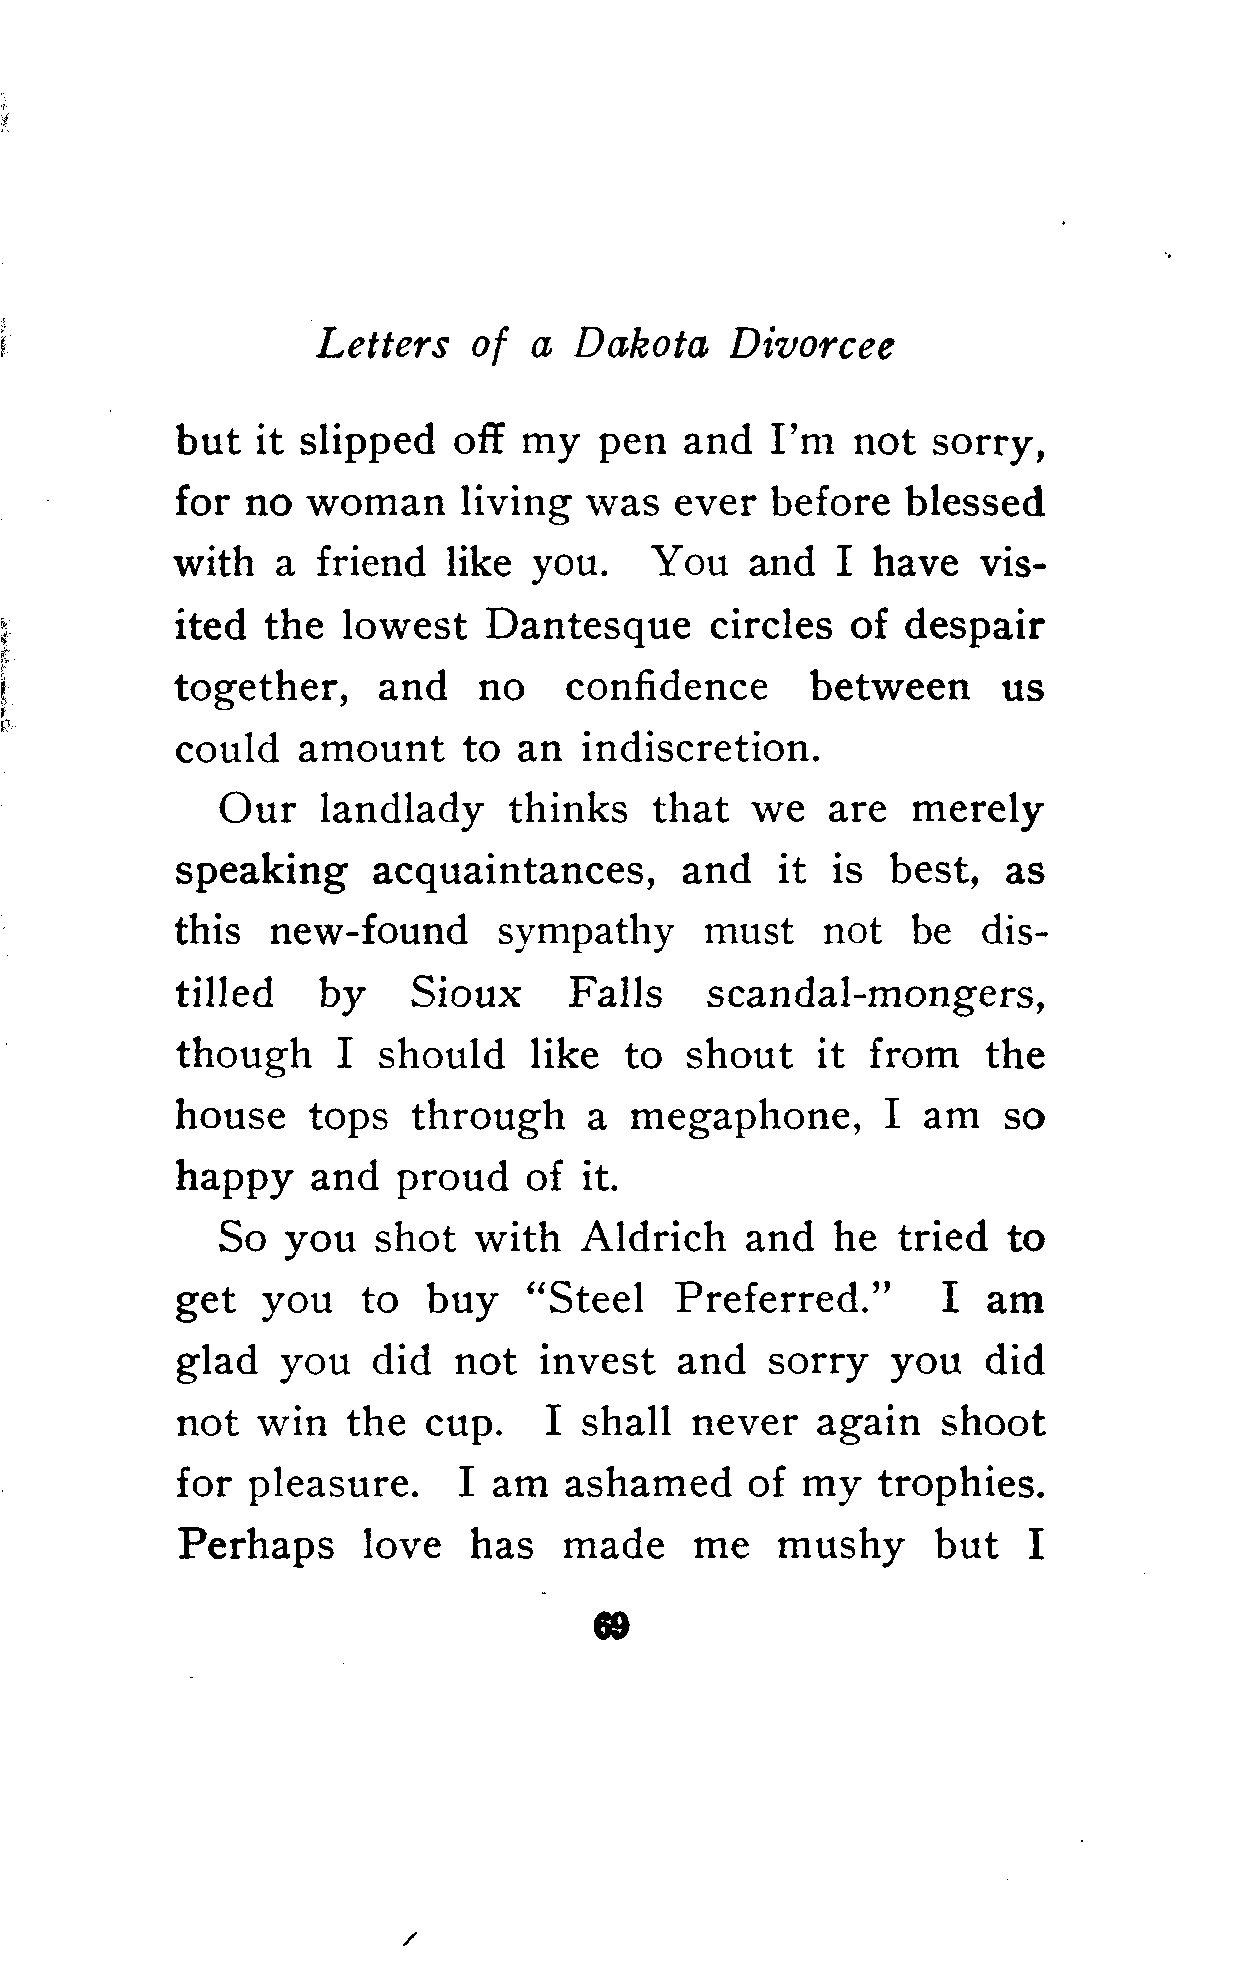 Letters of a Dakota Divorcee
but it slipped off my pen and I'm not sorry,
for no woman living was ever before blessed
with a friend like you. You and I have vis-
ited the lowest Dantesque circles of despair
together, and no confidence between us
could amount to an indiscretion.
Our landlady thinks that we are merely
speaking acquaintances, and it is best, as
this new-found sympathy must not be dis-
tilled by Sioux Falls scandal-mongers,
though I should like to shout it from the
house tops through a megaphone, I am so
happy and proud of it.
So you shot with Aldrich and he tried to
get you to buy “Steel Preferred.” I am
glad you did not invest and sorry you did
not win the cup. I shall never again shoot
for pleasure. I am ashamed of my trophies.
Perhaps love has made me mushy but I
69